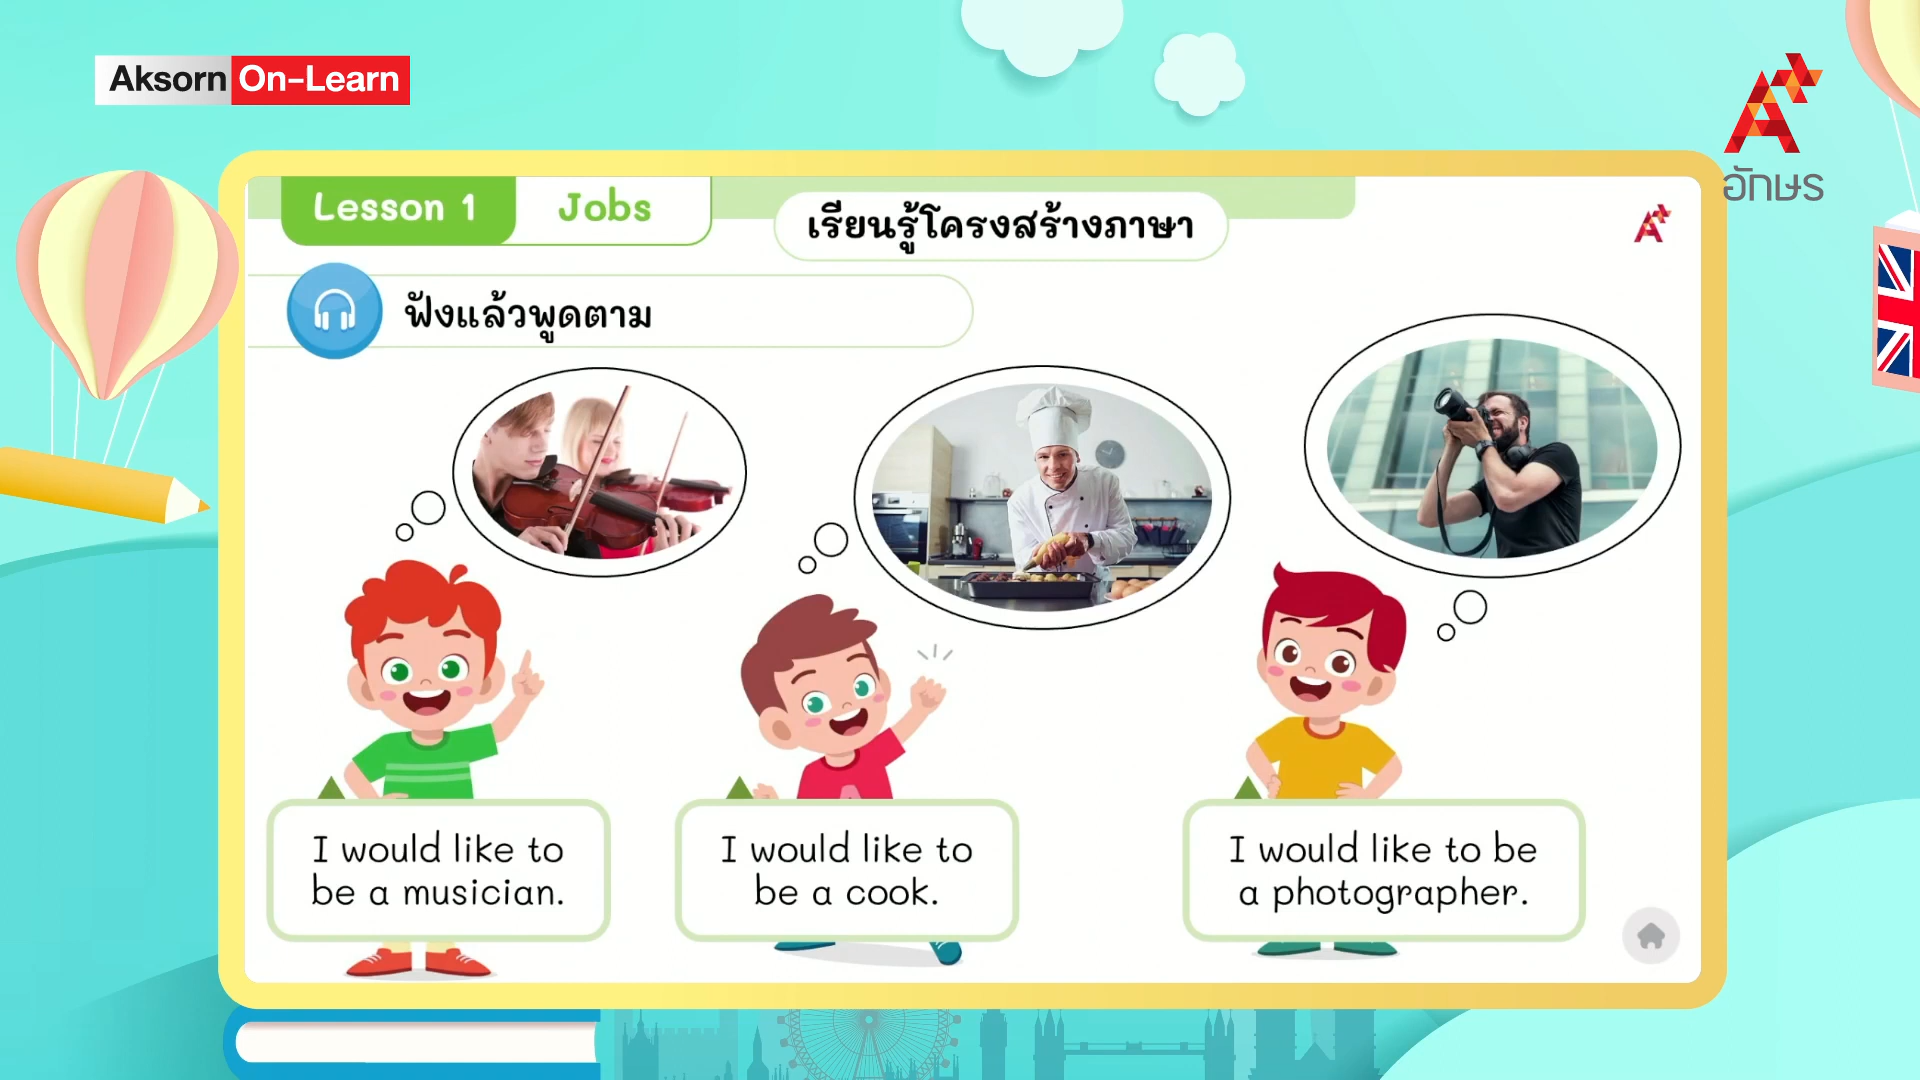 Aksorn On-Learn
อักษร
Lesson 1
Jobs
เรียนรู้โครงสร้างภาษา
ฟังแล้วพูดตาม
I would like to
be a musician.
I would like to
be a cook.
I would like to be
a photographer.